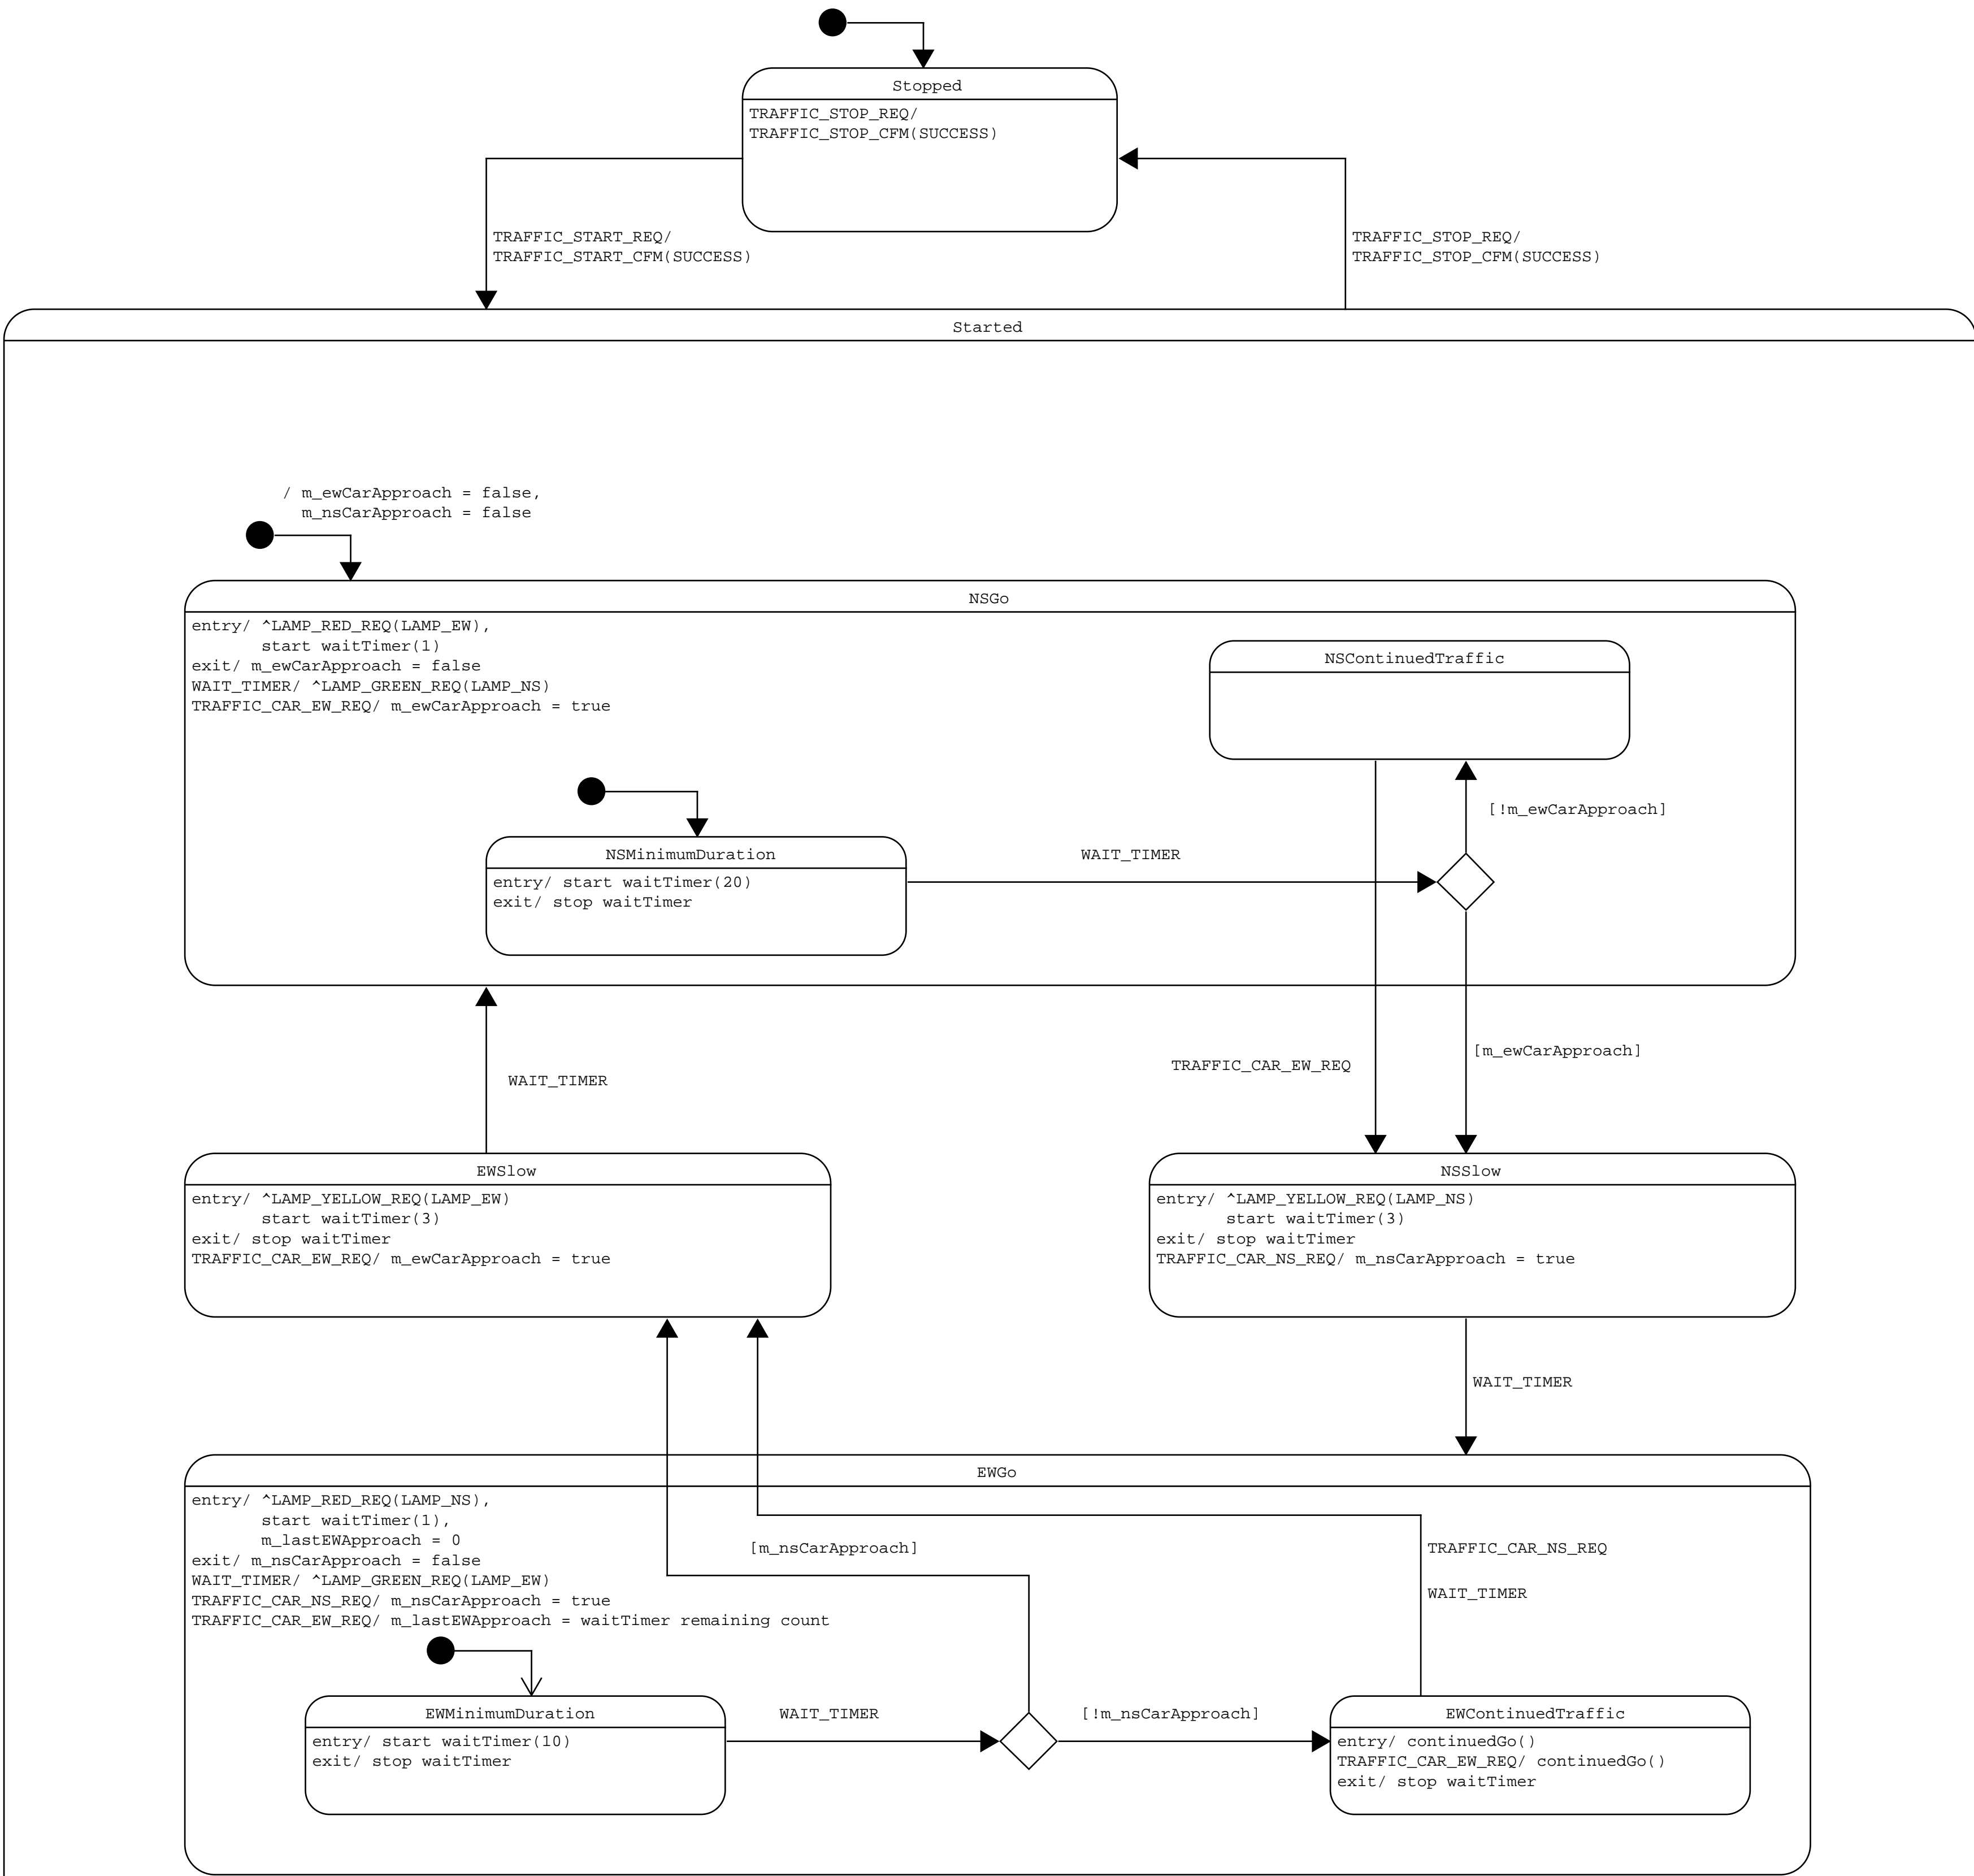 Stopped
TRAFFIC_STOP_REQ/
TRAFFIC_STOP_CFM(SUCCESS)
TRAFFIC_START_REQ/
TRAFFIC_START_CFM(SUCCESS)
TRAFFIC_STOP_REQ/
TRAFFIC_STOP_CFM(SUCCESS)
Started
/ m_ewCarApproach = false,
m_nsCarApproach = false
NSGo
entry/ ^LAMP_RED_REQ(LAMP_EW),
start waitTimer(1)
exit/ m_ewCarApproach = false
WAIT_TIMER/ ^LAMP_GREEN_REQ(LAMP_NS)
TRAFFIC_CAR_EW_REQ/ m_ewCarApproach = true
NSContinuedTraffic
[!m_ewCarApproach]
NSMinimumDuration
entry/ start waitTimer(20)
exit/ stop waitTimer
WAIT_TIMER
[m_ewCarApproach]
TRAFFIC_CAR_EW_REQ
WAIT_TIMER
EWSlow
entry/ ^LAMP_YELLOW_REQ(LAMP_EW)
start waitTimer(3)
exit/ stop waitTimer
TRAFFIC_CAR_EW_REQ/ m_ewCarApproach = true
NSSlow
entry/ ^LAMP_YELLOW_REQ(LAMP_NS)
start waitTimer(3)
exit/ stop waitTimer
TRAFFIC_CAR_NS_REQ/ m_nsCarApproach = true
WAIT_TIMER
EWGo
entry/ ^LAMP_RED_REQ(LAMP_NS),
start waitTimer(1),
m_lastEWApproach = 0
exit/ m_nsCarApproach = false
WAIT_TIMER/ ^LAMP_GREEN_REQ(LAMP_EW)
TRAFFIC_CAR_NS_REQ/ m_nsCarApproach = true
TRAFFIC_CAR_EW_REQ/ m_lastEWApproach = waitTimer remaining count
[m_nsCarApproach]
TRAFFIC_CAR_NS_REQ
WAIT_TIMER
EWMinimumDuration
entry/ start waitTimer(10)
exit/ stop waitTimer
WAIT_TIMER
[!m_nsCarApproach]
EWContinuedTraffic
entry/ continuedGo()
TRAFFIC_CAR_EW_REQ/ continuedGo()
exit/ stop waitTimer